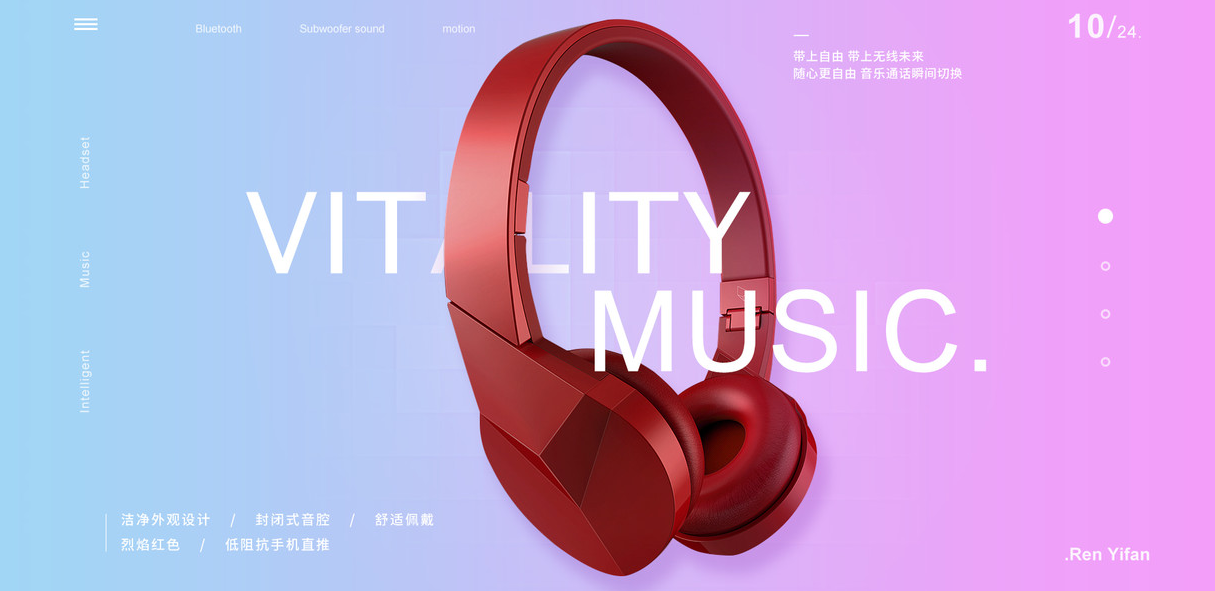 Bluetooth Subwoofer sound motion
10/24.
带上自由 带上无线未来
随心更自由 音乐通话瞬间切换
Headset
Music
Intelligent
VITALITY
MUSIC.
洁净外观设计 / 封闭式音腔 / 舒适佩戴
烈焰红色 / 低阻抗手机直推
.Ren Yifan